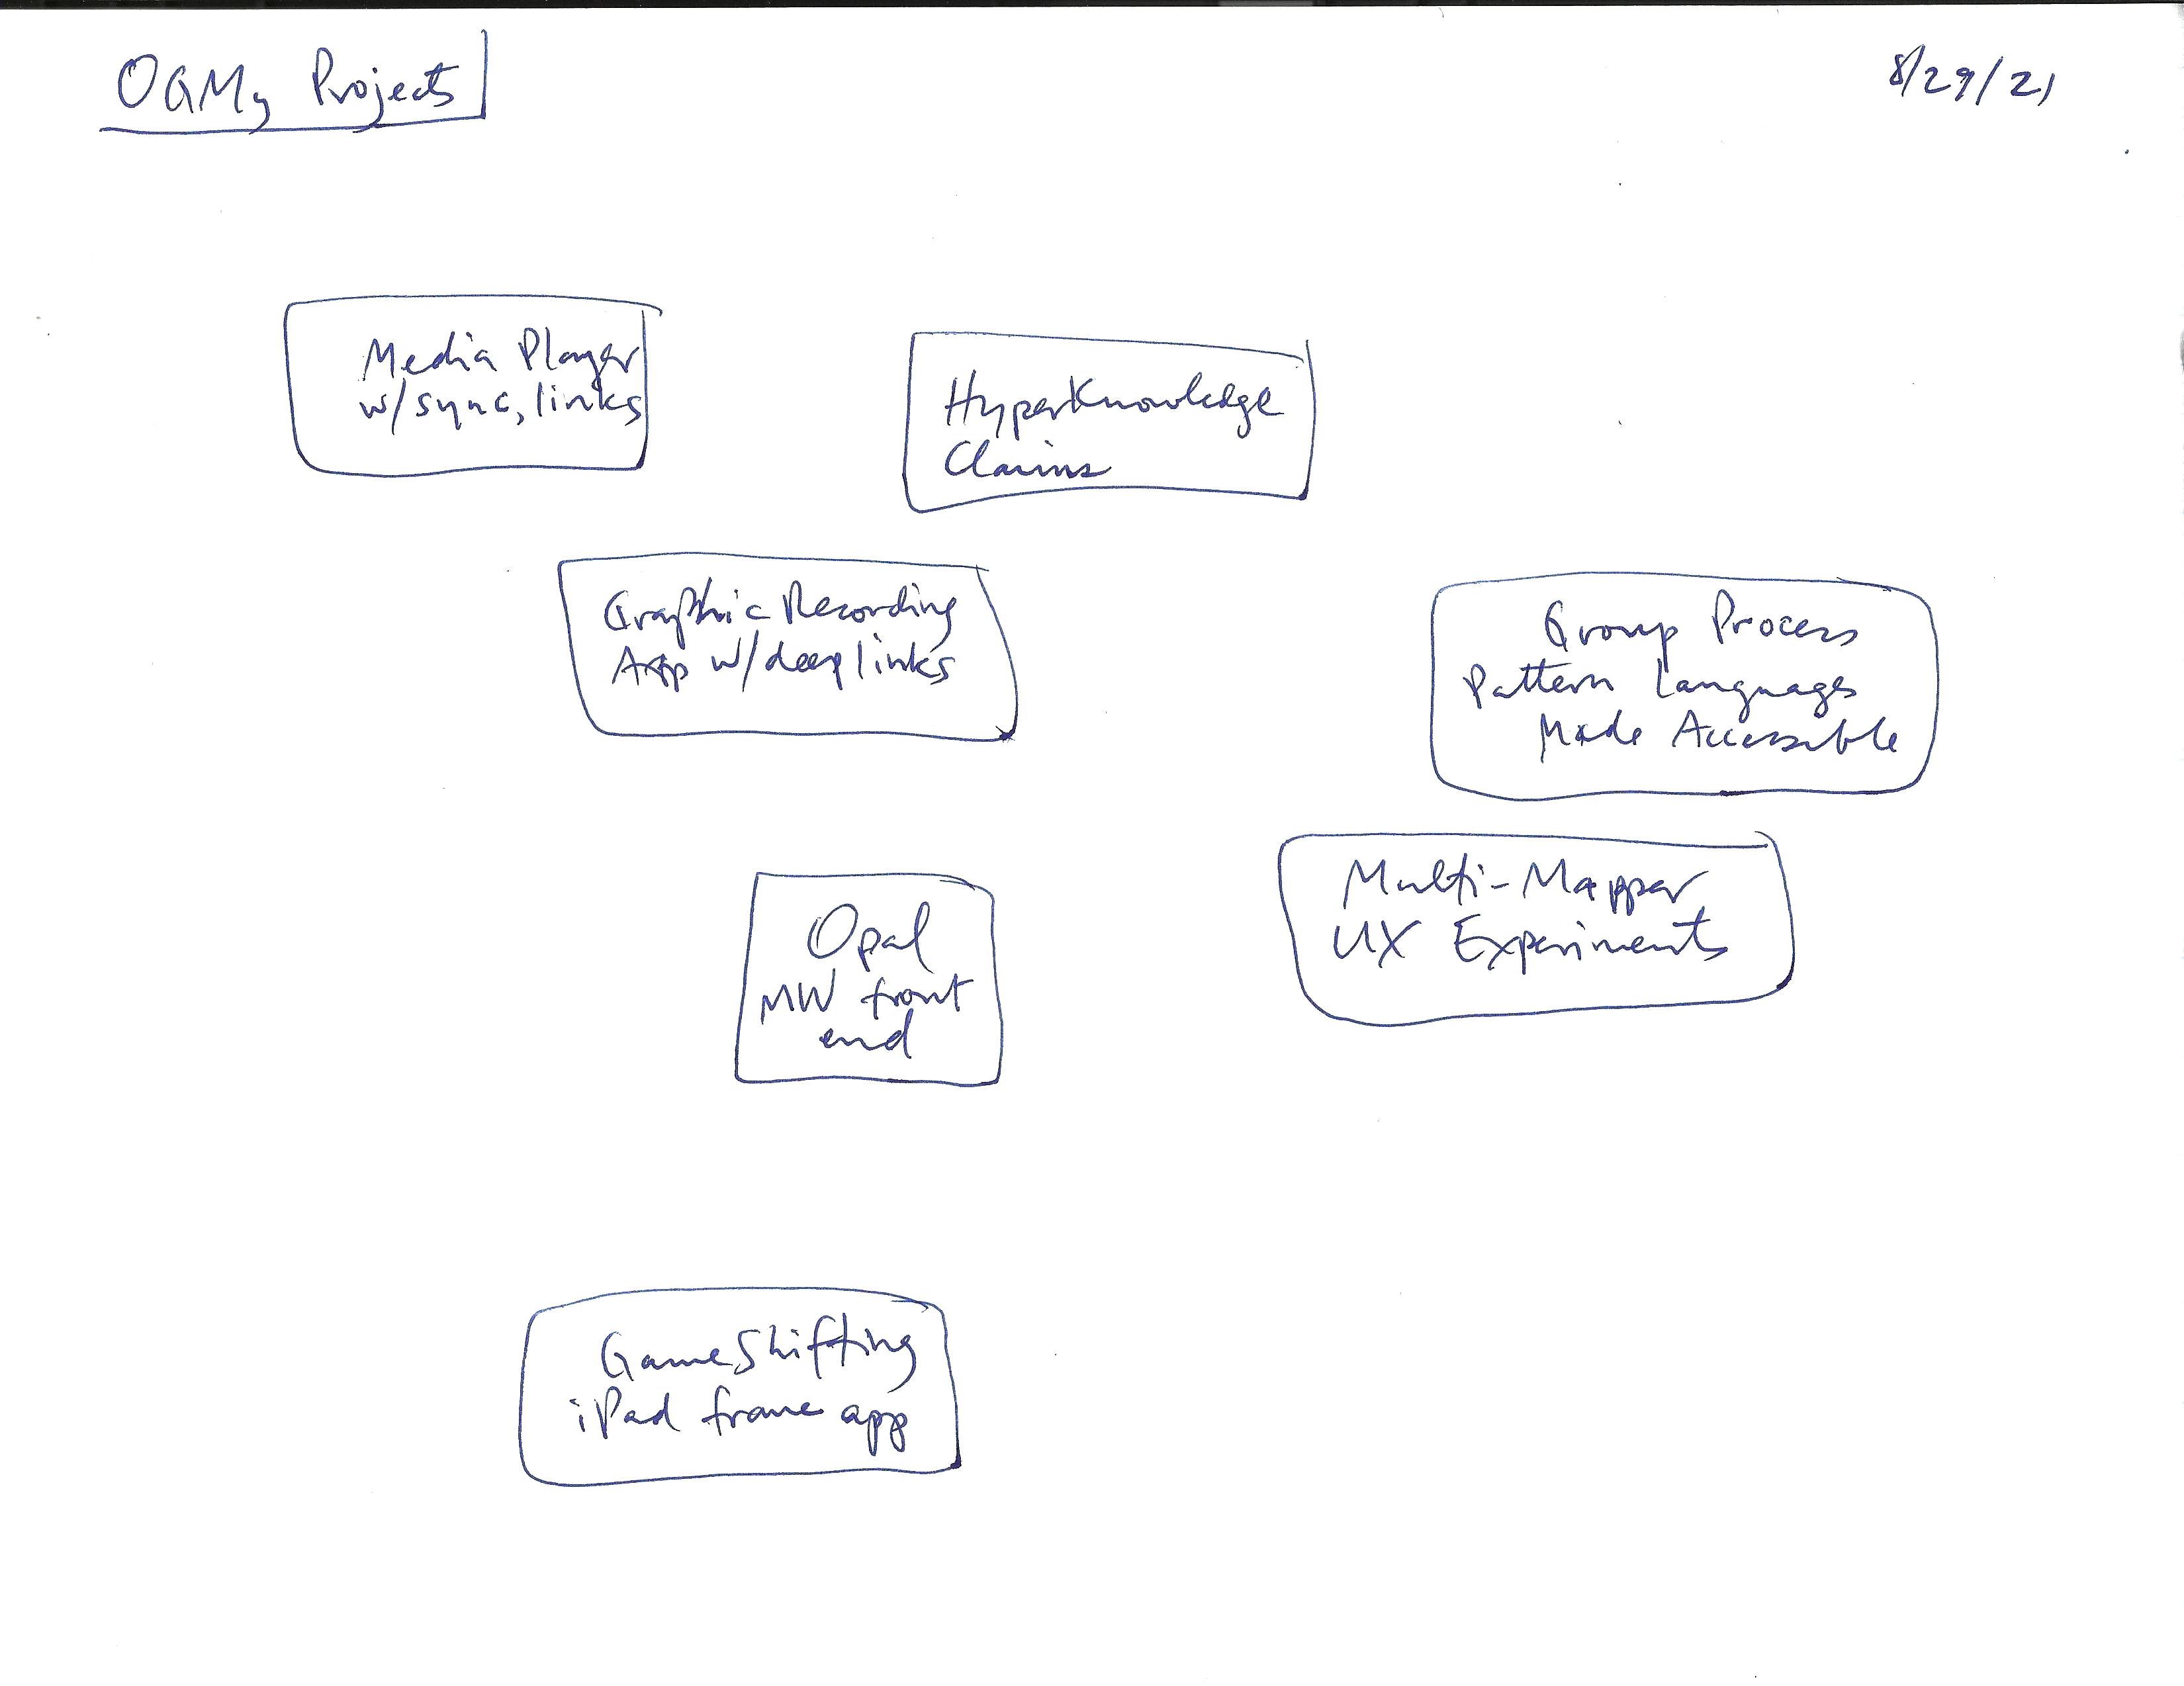 OGMy Projects
8/29/21
Media Player
w/sync, links
HyperKnowledge
Claims
Graphic Recording
App w/deep links
Group Process
Pattern Languages
Made Accessible
Multi-Mapper
UX Experiments
Opal
MW front
end
GameShifting
iPad frame app